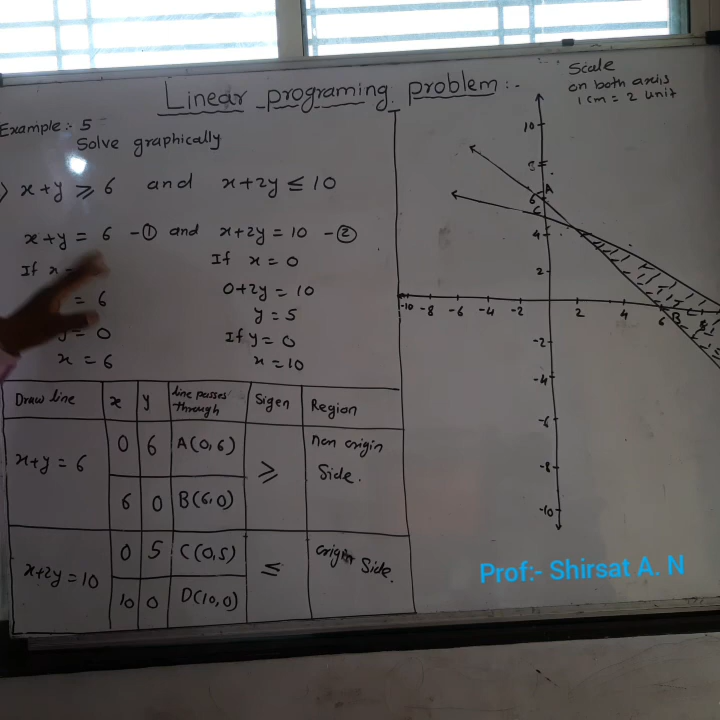 Linear programing problem:-
Example:- 5
Solve graphically
) x+y ≥ 6 and x+2y ≤ 10
x+y = 6 -① and x+2y = 10 -②
If x = If x = 0
= 6 0+2y = 10
y = 5
y = 0 If y = 0
x = 6 x = 10
Draw line x y line passes through Sigen Region
x+y = 6 0 6 A(0,6) ≥ non origin Side.
6 0 B(6,0)
x+2y = 10 0 5 C(0,5) ≤ origin Side.
10 0 D(10,0)
Scale
on both axis
1cm = 2 unit
10
8
A
6
4
2
-10 -8 -6 -4 -2 2 4 6 B
-2
-4
-6
-8
-10
Prof:- Shirsat A. N